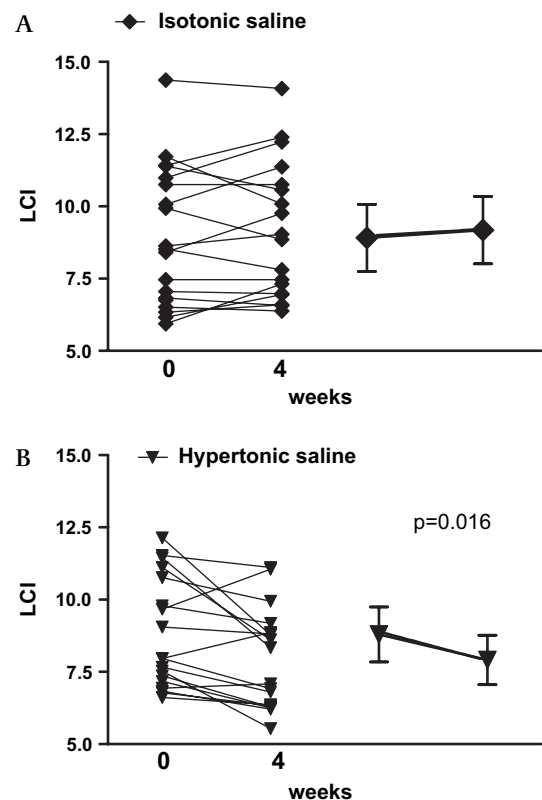 A
Isotonic saline
15.0
12.5
10.0
7.5
5.0
LCI
0 4
weeks
B
Hypertonic saline
15.0
12.5
10.0
7.5
5.0
LCI
p=0.016
0 4
weeks